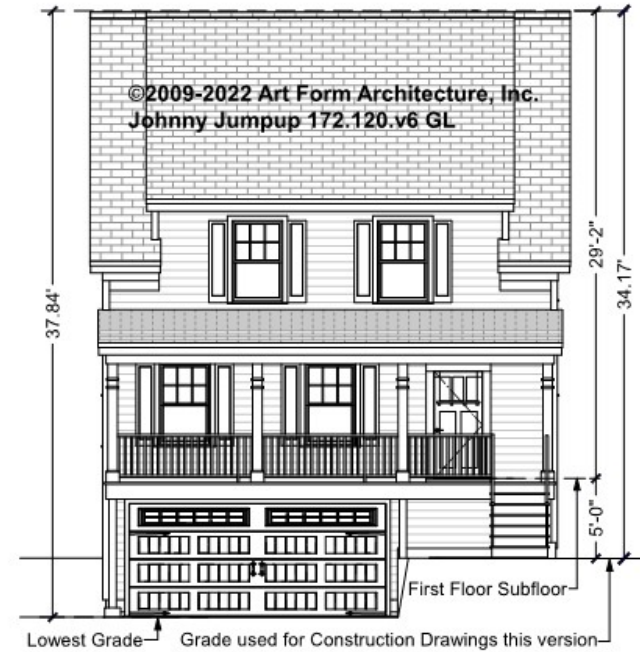 ©2009-2022 Art Form Architecture, Inc.
Johnny Jumpup 172.120.v6 GL
37.84'
29'-2"
34.17'
5'-0"
First Floor Subfloor
Lowest Grade
Grade used for Construction Drawings this version